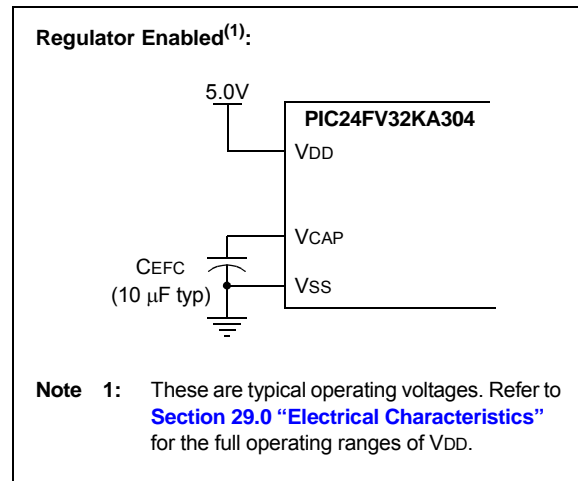 Regulator Enabled(1):
5.0V
PIC24FV32KA304
VDD
VCAP
CEFC
(10 μF typ)
VSS
Note 1: These are typical operating voltages. Refer to
Section 29.0 “Electrical Characteristics”
for the full operating ranges of VDD.